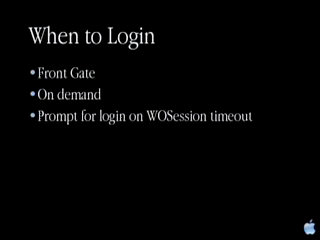 When to Login
• Front Gate
• On demand
• Prompt for login on WOSession timeout